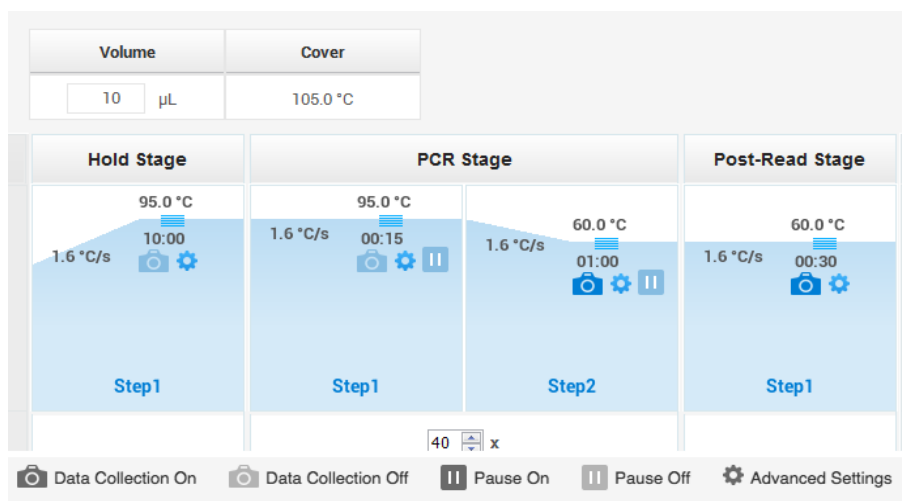 Volume Cover
10 µL 105.0 °C
Hold Stage PCR Stage Post-Read Stage
95.0 °C 95.0 °C
60.0 °C 60.0 °C
1.6 °C/s 10:00 1.6 °C/s 00:15 1.6 °C/s 01:00 1.6 °C/s 00:30
Step1 Step1 Step2 Step1
40 x
Data Collection On Data Collection Off Pause On Pause Off Advanced Settings